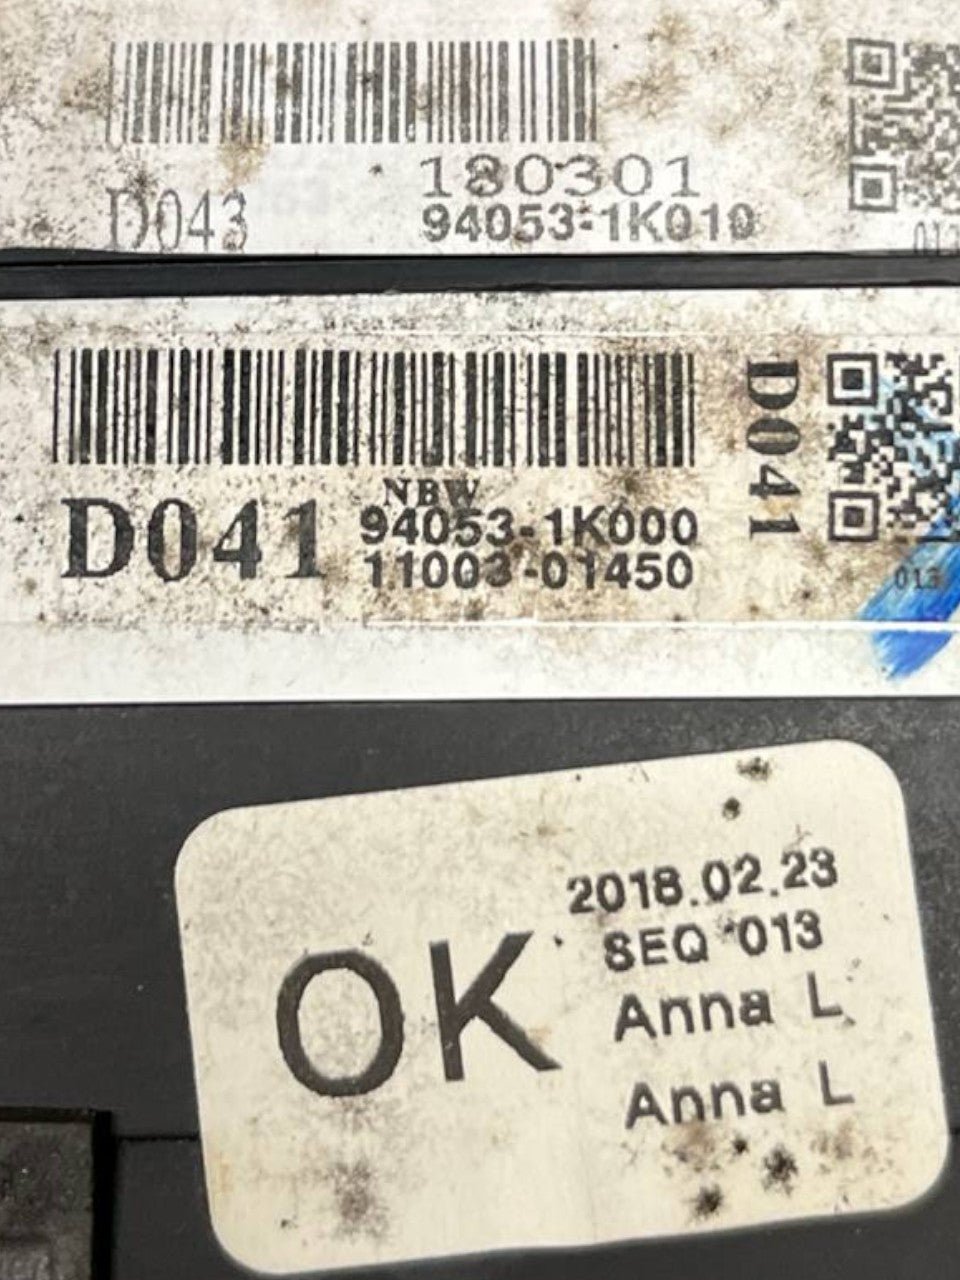 180301
D043
94053-1K010
D041
NBW
94053-1K000
11003-01450
D041
013
OK
2018.02.23
SEQ 013
Anna L
Anna L